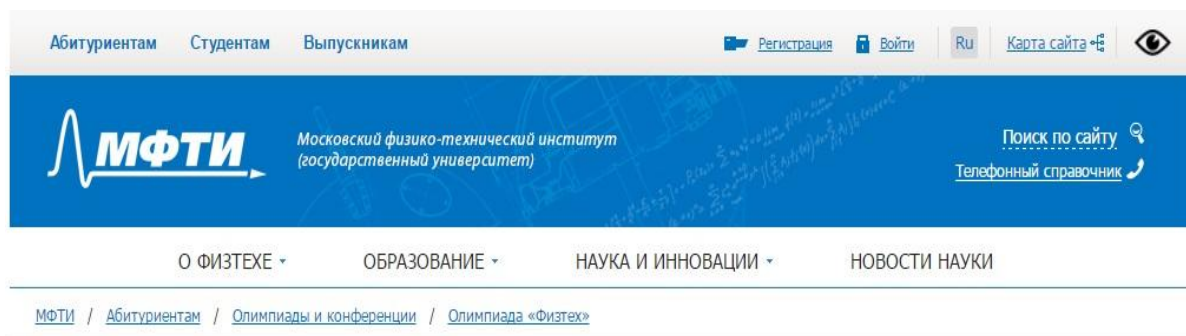 Абитуриентам Студентам Выпускникам Регистрация Войти Ru Карта сайта
МФТИ
Московский физико-технический институт
(государственный университет)
Поиск по сайту
Телефонный справочник
О ФИЗТЕХЕ ОБРАЗОВАНИЕ НАУКА И ИННОВАЦИИ НОВОСТИ НАУКИ
МФТИ / Абитуриентам / Олимпиады и конференции / Олимпиада «Физтех»